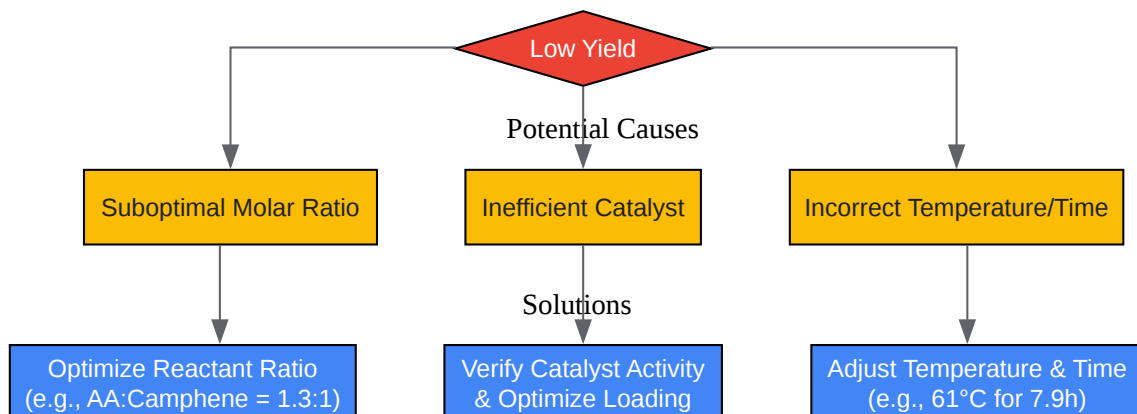 Low Yield
Potential Causes
Suboptimal Molar Ratio
Inefficient Catalyst
Incorrect Temperature/Time
Solutions
Optimize Reactant Ratio
(e.g., AA:Camphene = 1.3:1)
Verify Catalyst Activity
& Optimize Loading
Adjust Temperature & Time
(e.g., 61°C for 7.9h)